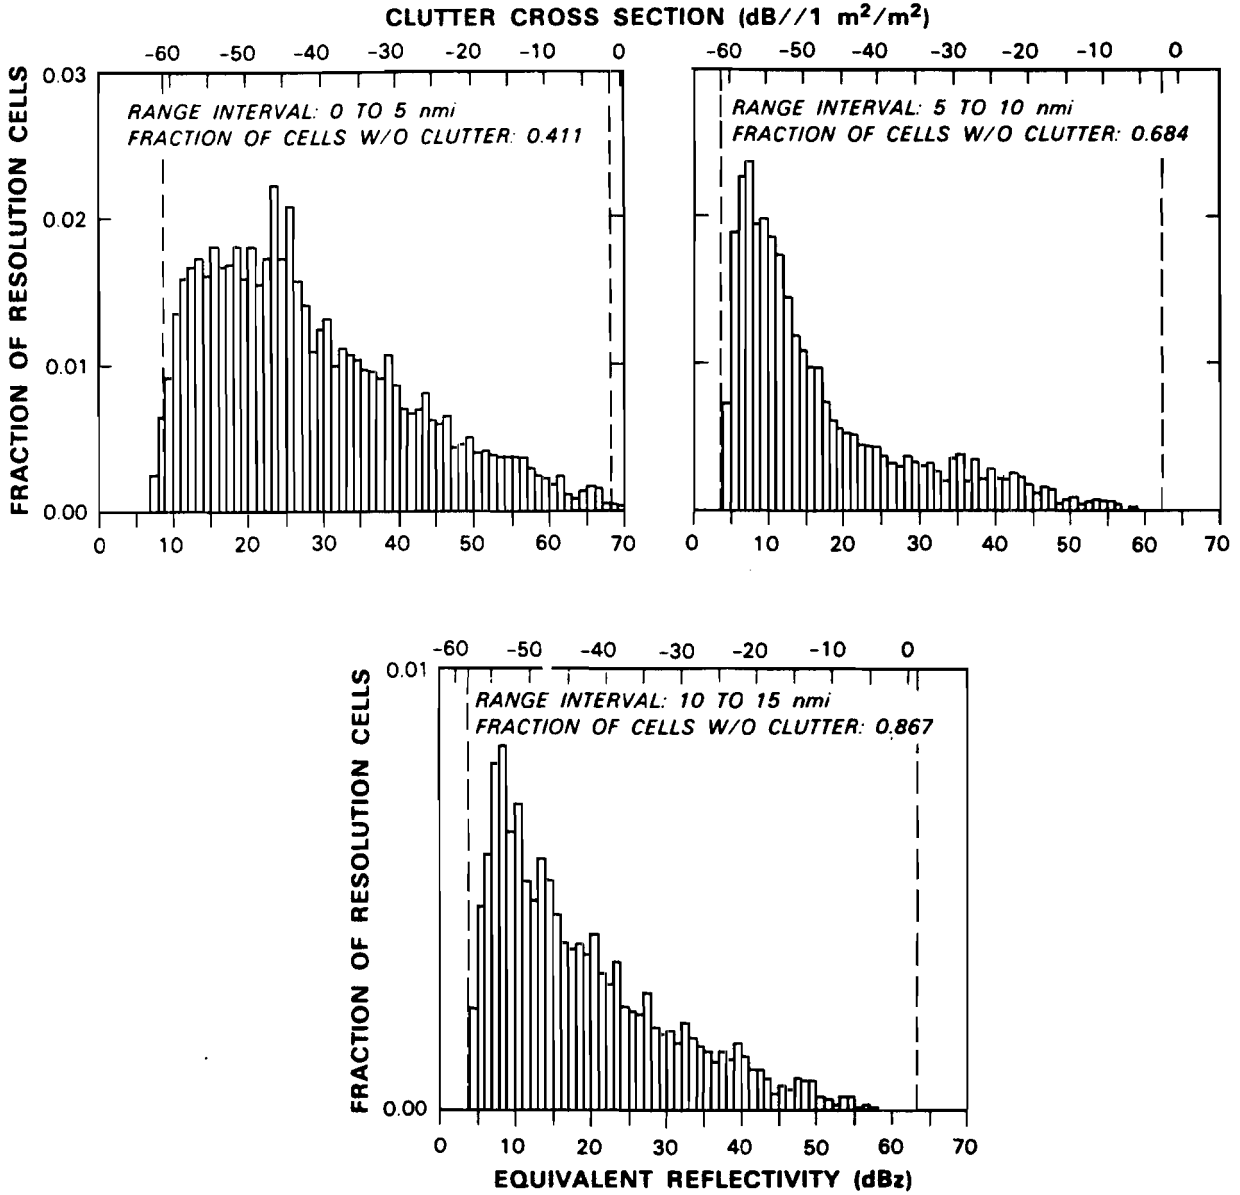 CLUTTER CROSS SECTION (dB//1 m²/m²)
-60 -50 -40 -30 -20 -10 0
-60 -50 -40 -30 -20 -10 0
0.03
RANGE INTERVAL: 0 TO 5 nmi
FRACTION OF CELLS W/O CLUTTER: 0.411
RANGE INTERVAL: 5 TO 10 nmi
FRACTION OF CELLS W/O CLUTTER: 0.684
FRACTION OF RESOLUTION CELLS
0.02
0.01
0.00
0 10 20 30 40 50 60 70
0 10 20 30 40 50 60 70
-60 -50 -40 -30 -20 -10 0
0.01
RANGE INTERVAL: 10 TO 15 nmi
FRACTION OF CELLS W/O CLUTTER: 0.867
FRACTION OF RESOLUTION CELLS
0.00
0 10 20 30 40 50 60 70
EQUIVALENT REFLECTIVITY (dBz)